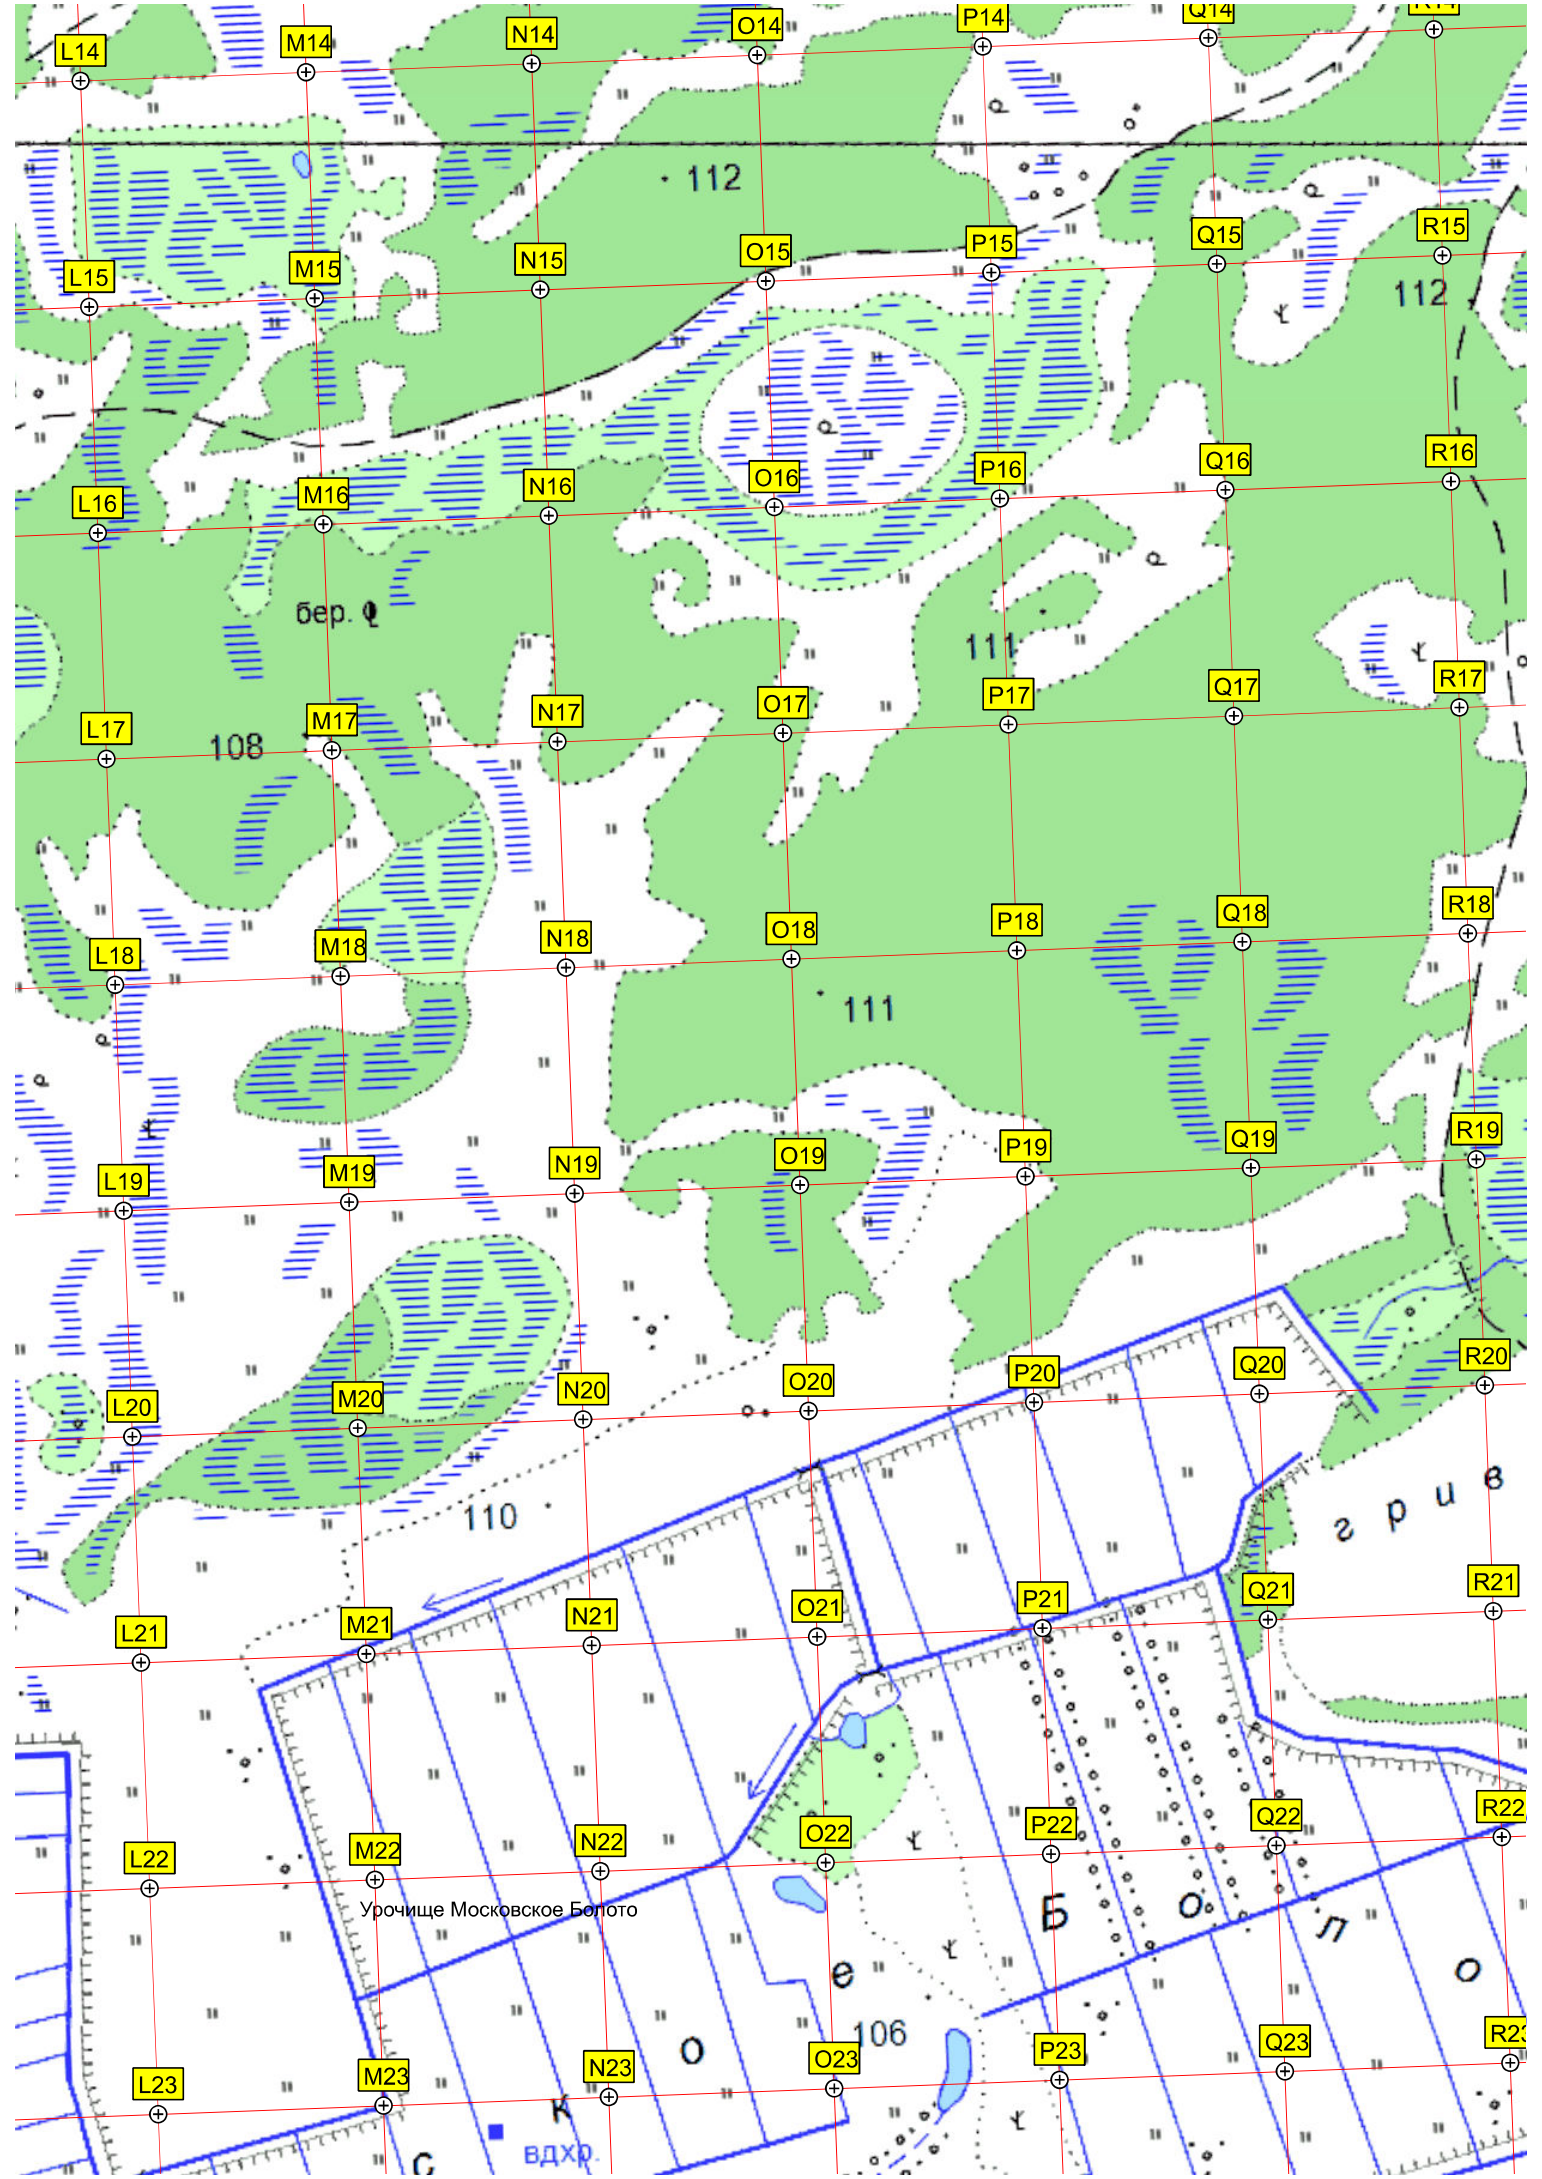 L14 M14 N14 O14 P14 Q14 R14
112
L15 M15 N15 O15 P15 Q15 R15
112
L16 M16 N16 O16 P16 Q16 R16
бер.
111
L17 M17 N17 O17 P17 Q17 R17
108
L18 M18 N18 O18 P18 Q18 R18
111
L19 M19 N19 O19 P19 Q19 R19
L20 M20 N20 O20 P20 Q20 R20
г р и в
110
L21 M21 N21 O21 P21 Q21 R21
L22 M22 N22 O22 P22 Q22 R22
Урочище Московское Болото
с к о е Б о л о
106
L23 M23 N23 O23 P23 Q23 R23
вдхр.